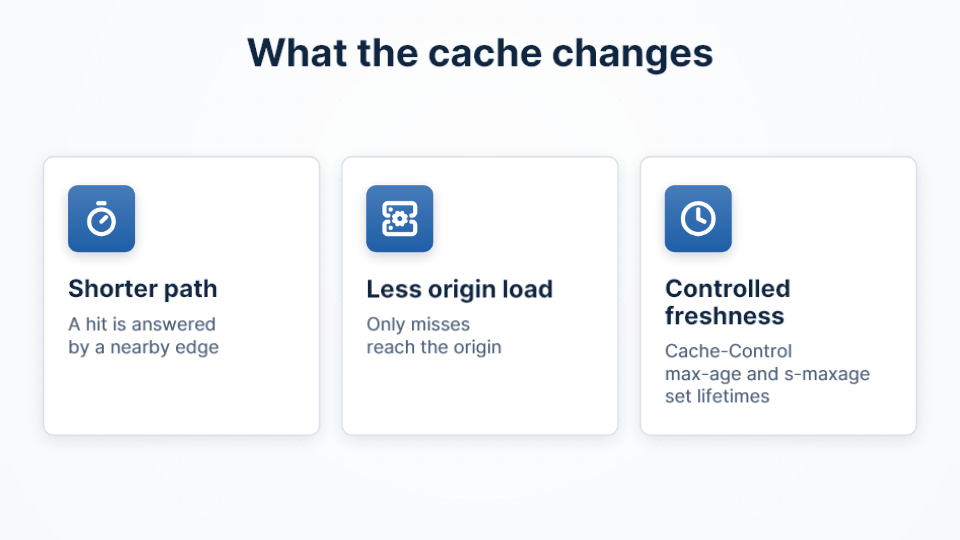 What the cache changes
Shorter path
A hit is answered
by a nearby edge
Less origin load
Only misses
reach the origin
Controlled
freshness
Cache-Control
max-age and s-maxage
set lifetimes